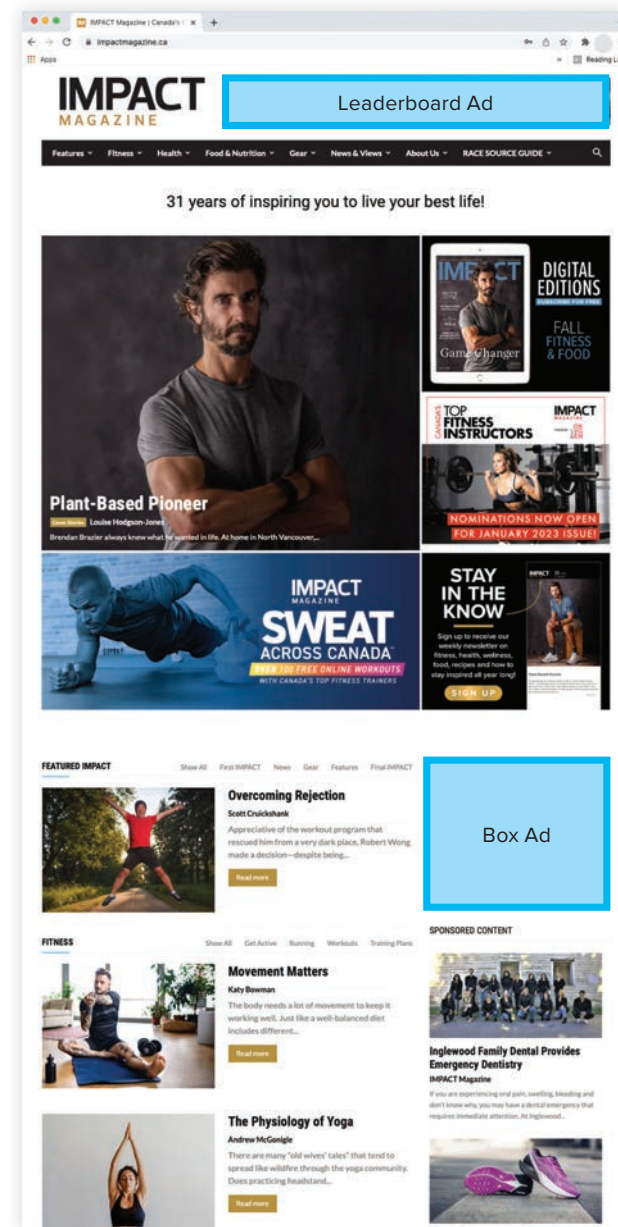 IMPACT Magazine | Canada's
impactmagazine.ca
Apps
Reading Li
IMPACT
MAGAZINE
Leaderboard Ad
Features
Fitness
Health
Food & Nutrition
Gear
News & Views
About Us
RACE SOURCE GUIDE
31 years of inspiring you to live your best life!
Plant-Based Pioneer
Cover Stories Louise Hodgson-Jones
Brendan Brazier always knew what he wanted in life. At home in North Vancouver,...
IMPACT
Game Changer
DIGITAL
EDITIONS
SUBSCRIBE FOR FREE
FALL
FITNESS
& FOOD
CANADA'S
TOP
FITNESS
INSTRUCTORS
IMPACT
MAGAZINE
NOMINATIONS NOW OPEN
FOR JANUARY 2023 ISSUE!
IMPACT
MAGAZINE
SWEAT
ACROSS CANADA
OVER 100 FREE ONLINE WORKOUTS
WITH CANADA'S TOP FITNESS TRAINERS
STAY
IN THE
KNOW
Sign up to receive our
weekly newsletter on
fitness, health, wellness,
food, recipes and how to
stay inspired all year long!
SIGN UP
IMPACT
FEATURED IMPACT
Show All
First IMPACT
News
Gear
Features
Final IMPACT
Overcoming Rejection
Scott Cruickshank
Appreciative of the workout program that
rescued him from a very dark place, Robert Wong
made a decision—despite being...
Read more
Box Ad
FITNESS
Show All
Get Active
Running
Workouts
Training Plans
Movement Matters
Katy Bowman
The body needs a lot of movement to keep it
working well. Just like a well-balanced diet
includes different...
Read more
The Physiology of Yoga
Andrew McGonigle
There are many "old wives' tales" that tend to
spread like wildfire through the yoga community.
Does practicing headstand...
Read more
SPONSORED CONTENT
Inglewood Family Dental Provides
Emergency Dentistry
IMPACT Magazine
If you are experiencing oral pain, swelling, bleeding and
don't know why, you may have a dental emergency that
requires immediate attention. At Inglewood...